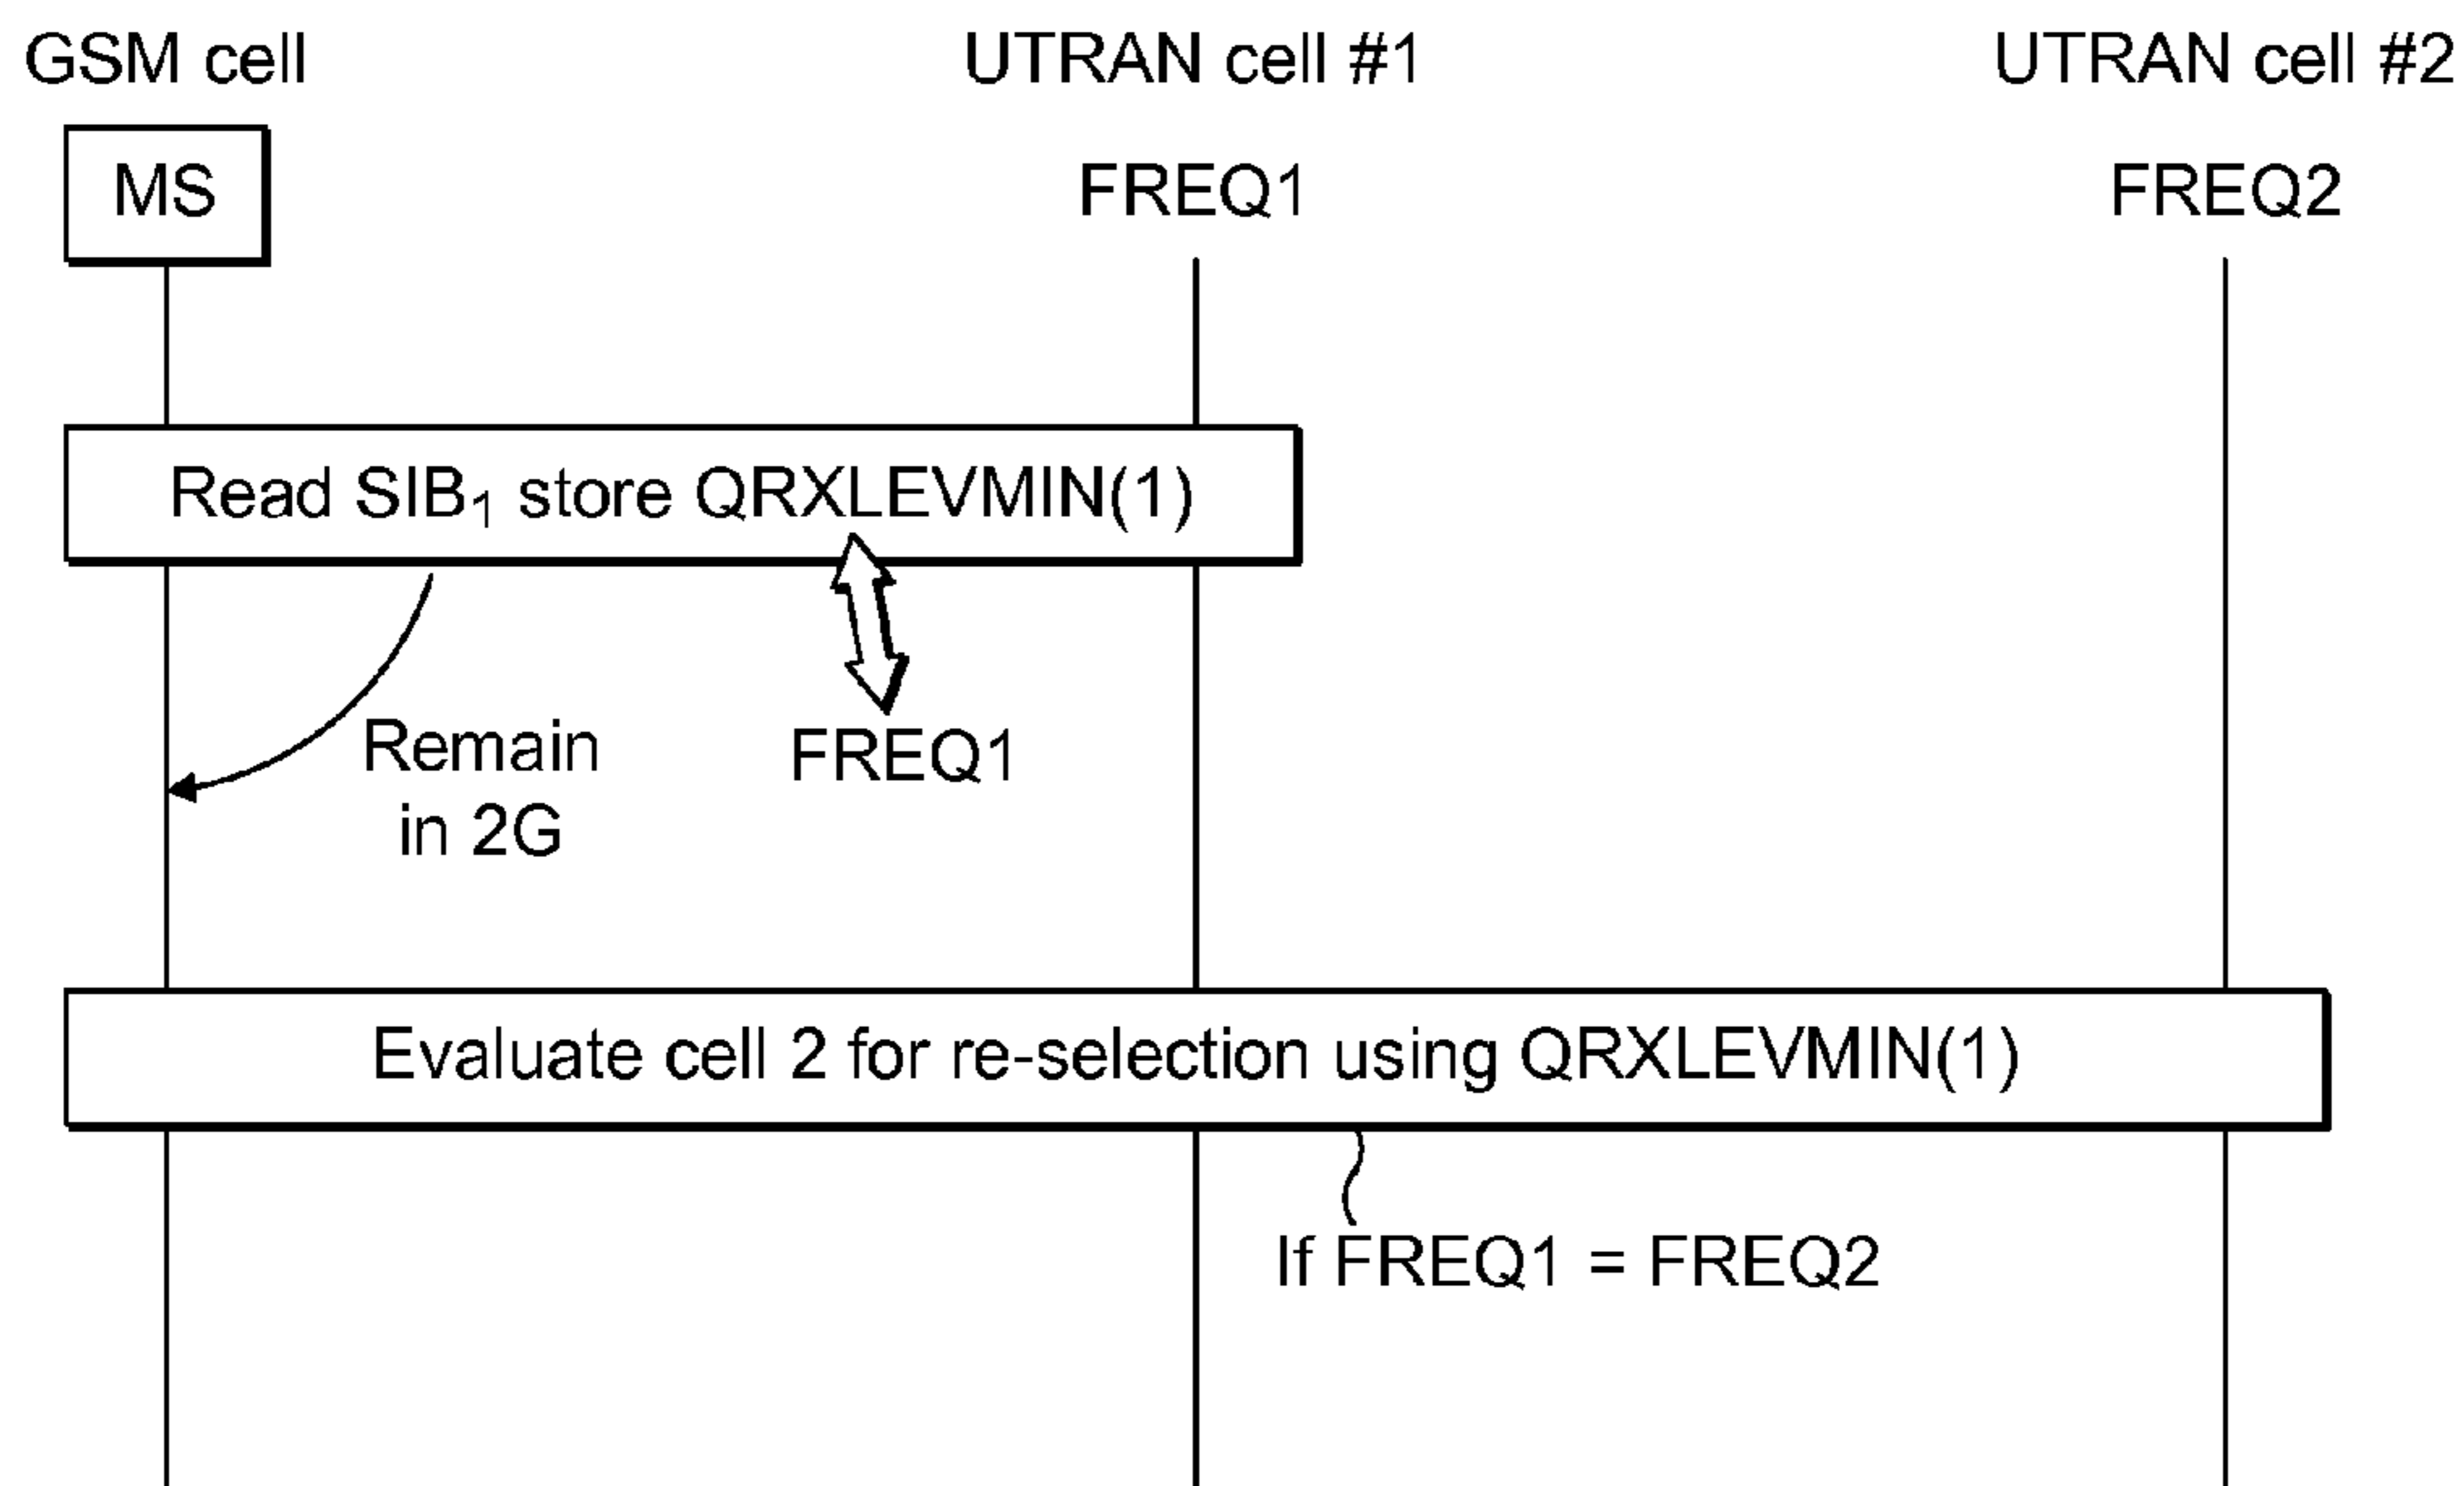 GSM cell
UTRAN cell #1
UTRAN cell #2
MS
FREQ1
FREQ2
Read SIB₁ store QRXLEVMIN(1)
Remain
in 2G
FREQ1
Evaluate cell 2 for re-selection using QRXLEVMIN(1)
If FREQ1 = FREQ2